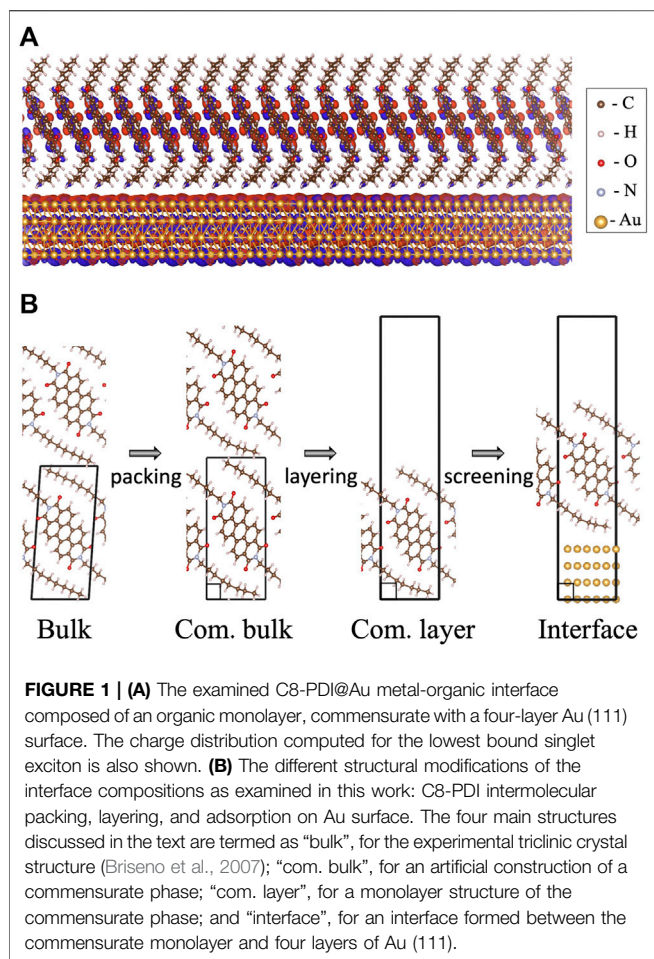 A
- C
- H
- O
- N
- Au
B
packing
layering
screening
Bulk
Com. bulk
Com. layer
Interface
FIGURE 1 | (A) The examined C8-PDI@Au metal-organic interface
composed of an organic monolayer, commensurate with a four-layer Au (111)
surface. The charge distribution computed for the lowest bound singlet
exciton is also shown. (B) The different structural modifications of the
interface compositions as examined in this work: C8-PDI intermolecular
packing, layering, and adsorption on Au surface. The four main structures
discussed in the text are termed as “bulk”, for the experimental triclinic crystal
structure (Briseno et al., 2007); “com. bulk”, for an artificial construction of a
commensurate phase; “com. layer”, for a monolayer structure of the
commensurate phase; and “interface”, for an interface formed between the
commensurate monolayer and four layers of Au (111).